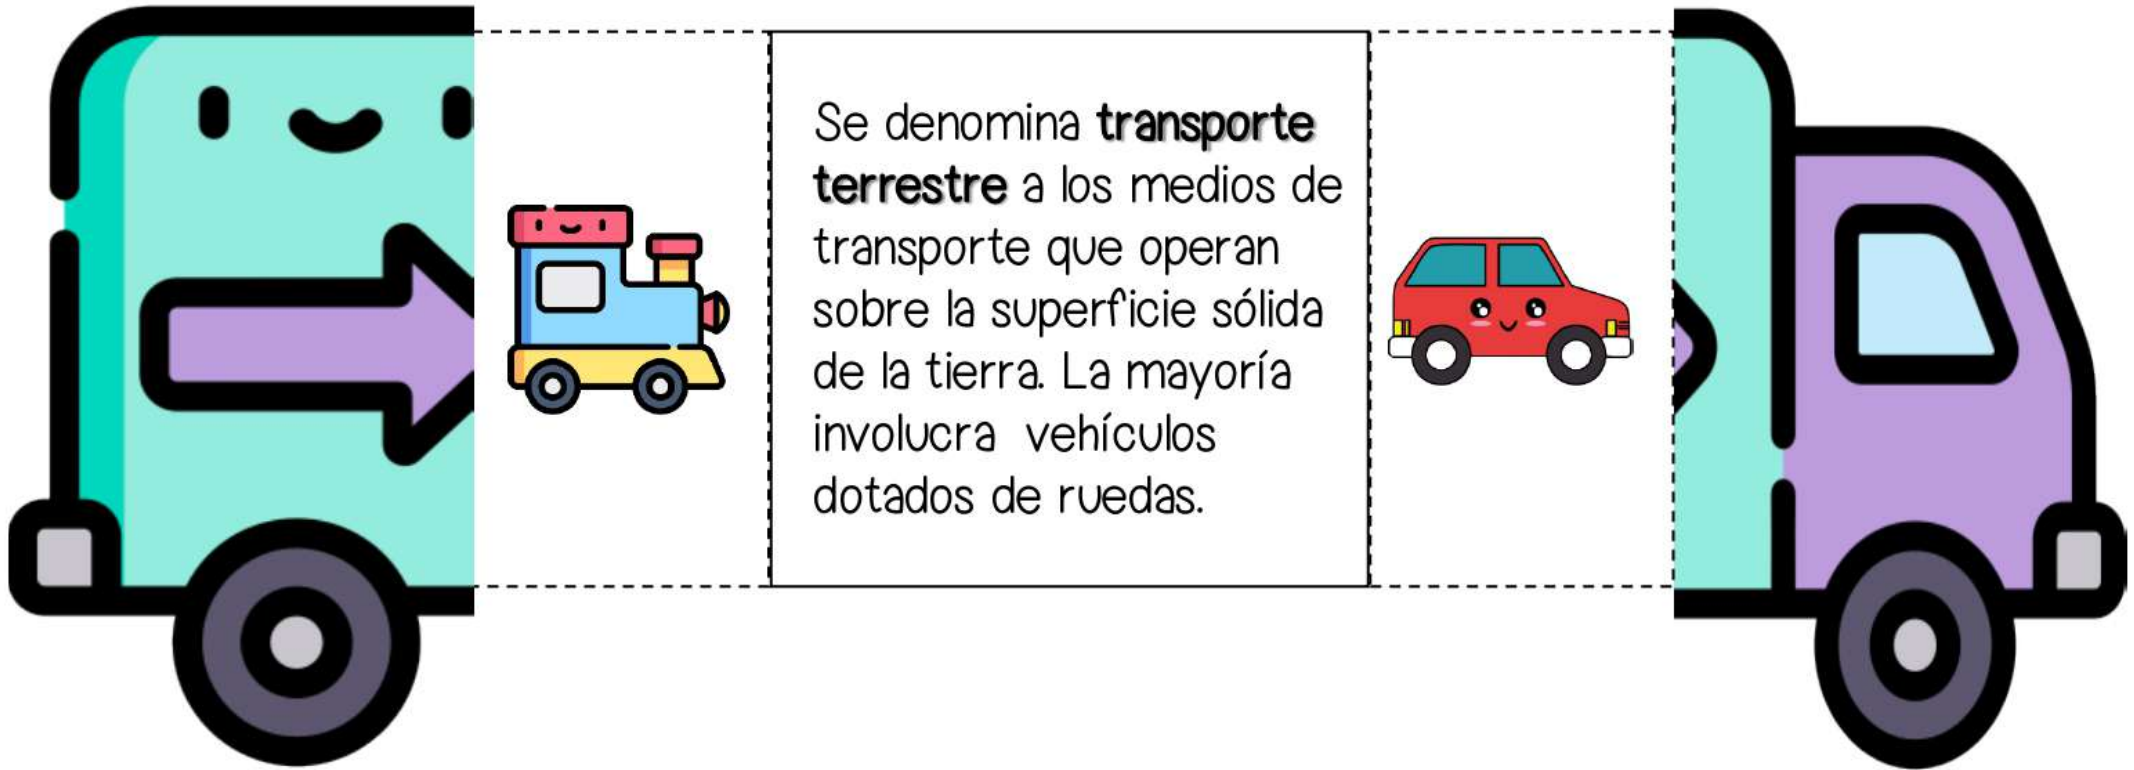 Se denomina transporte
terrestre a los medios de
transporte que operan
sobre la superficie sólida
de la tierra. La mayoría
involucra vehículos
dotados de ruedas.